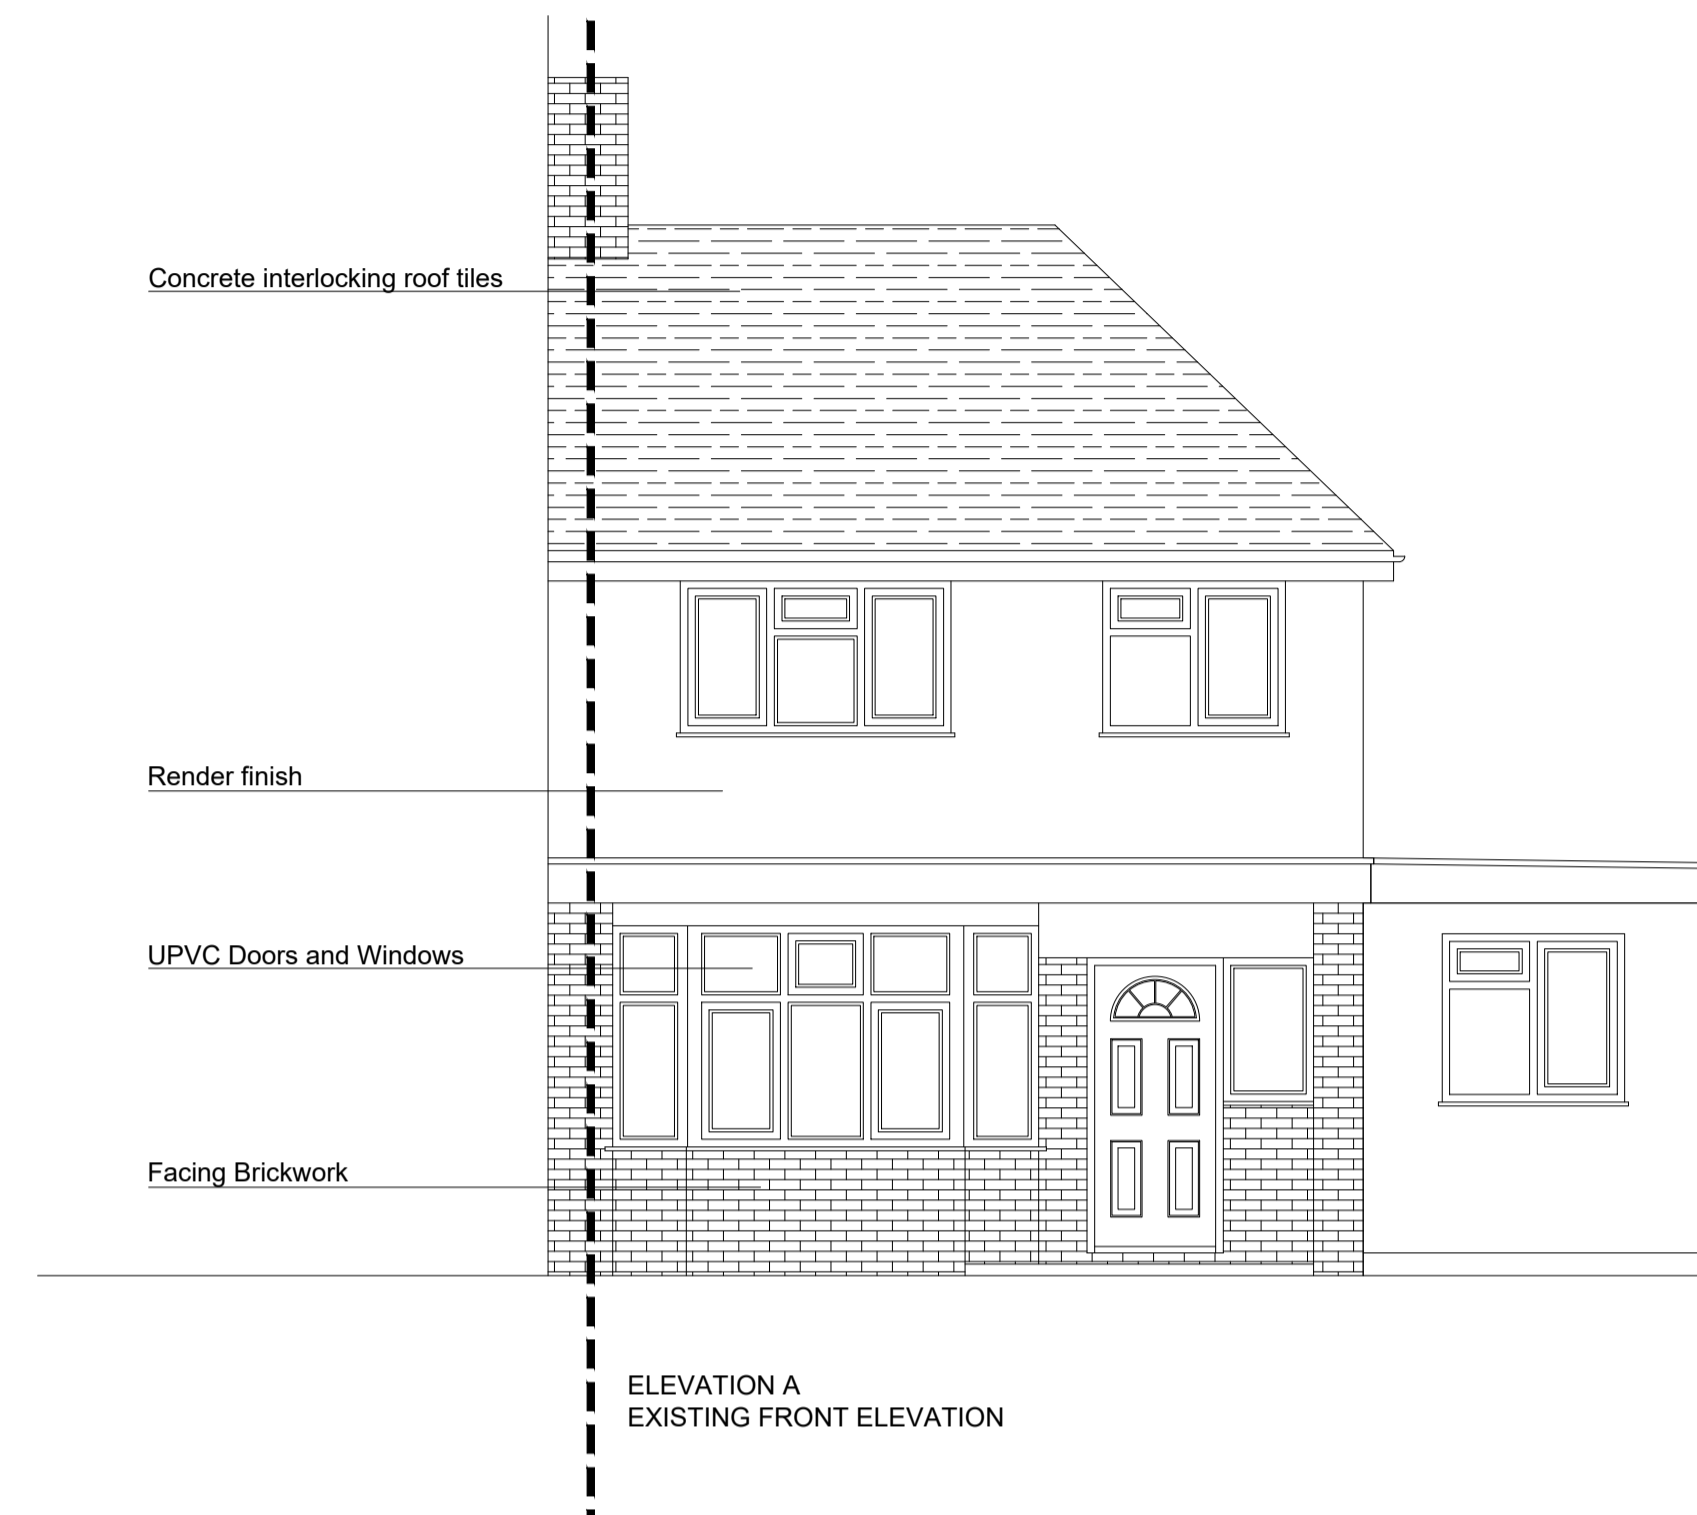 Concrete interlocking roof tiles
Render finish
UPVC Doors and Windows
Facing Brickwork
ELEVATION A
EXISTING FRONT ELEVATION